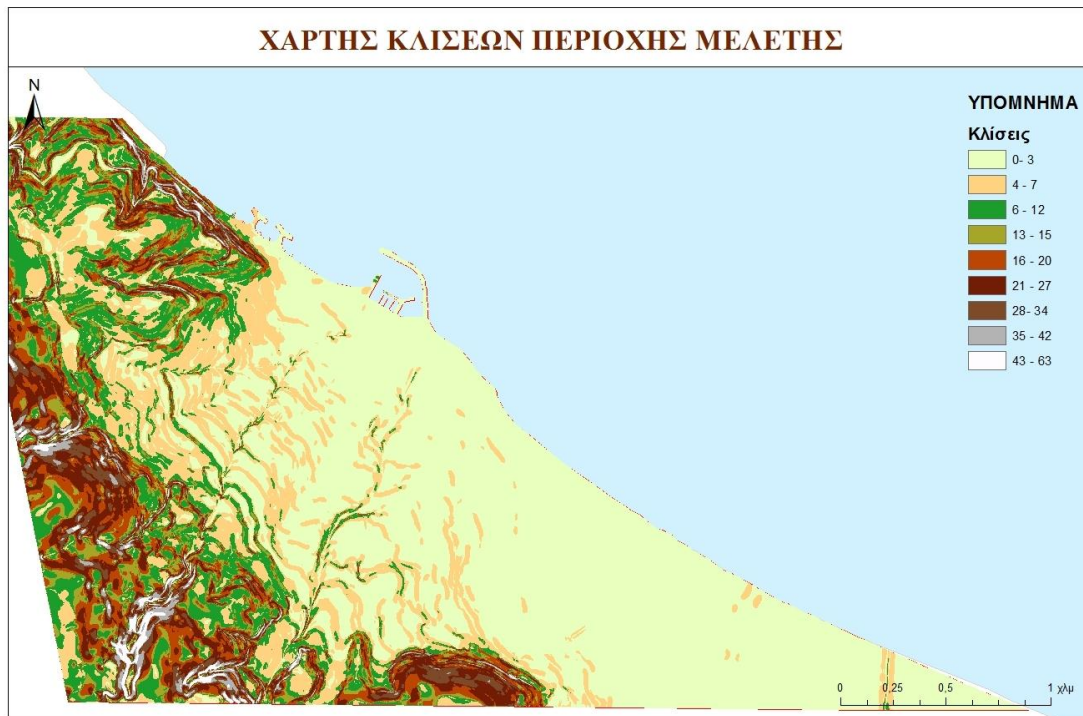 ΧΑΡΤΗΣ ΚΛΙΣΕΩΝ ΠΕΡΙΟΧΗΣ ΜΕΛΕΤΗΣ
N
ΥΠΟΜΝΗΜΑ
Κλίσεις
0- 3
4 - 7
6 - 12
13 - 15
16 - 20
21 - 27
28- 34
35 - 42
43 - 63
0 0,25 0,5 1 χλμ